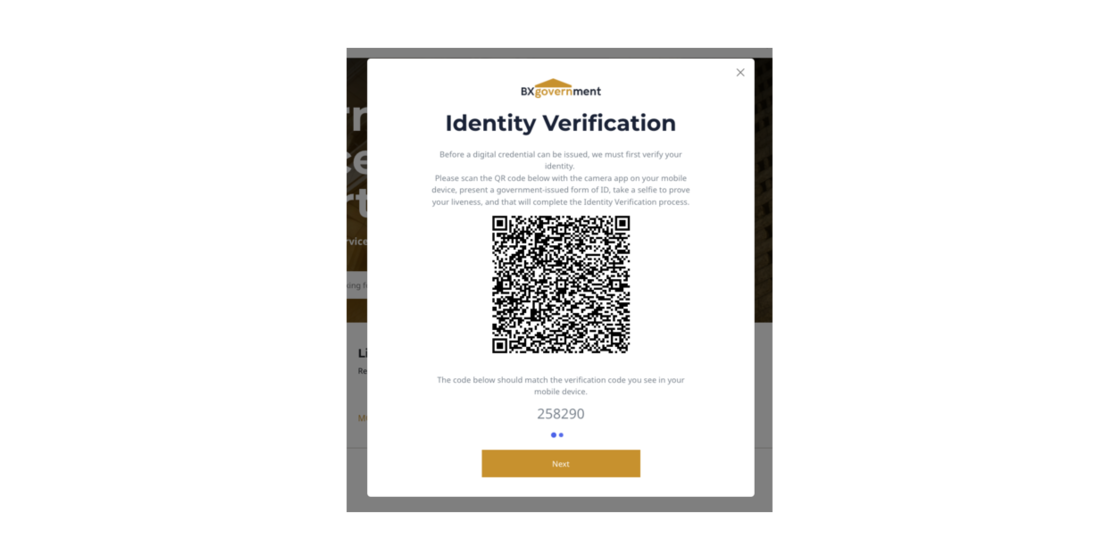 BXgovernment
Identity Verification
Before a digital credential can be issued, we must first verify your
identity.
Please scan the QR code below with the camera app on your mobile
device, present a government-issued form of ID, take a selfie to prove
your liveness, and that will complete the Identity Verification process.
The code below should match the verification code you see in your
mobile device.
258290
Next